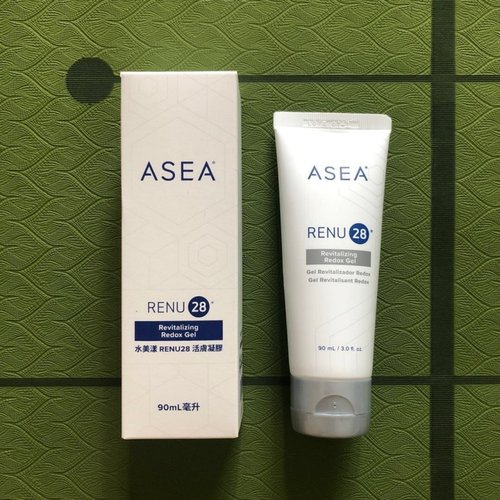 ASEA®
RENU 28®
Revitalizing
Redox Gel
水美漾 RENU28 活膚凝膠
90mL毫升
ASEA®
RENU 28®
Revitalizing
Redox Gel
Gel Revitalizador Redox
Gel Revitalisent Redox
90 mL / 3.0 fl. oz.